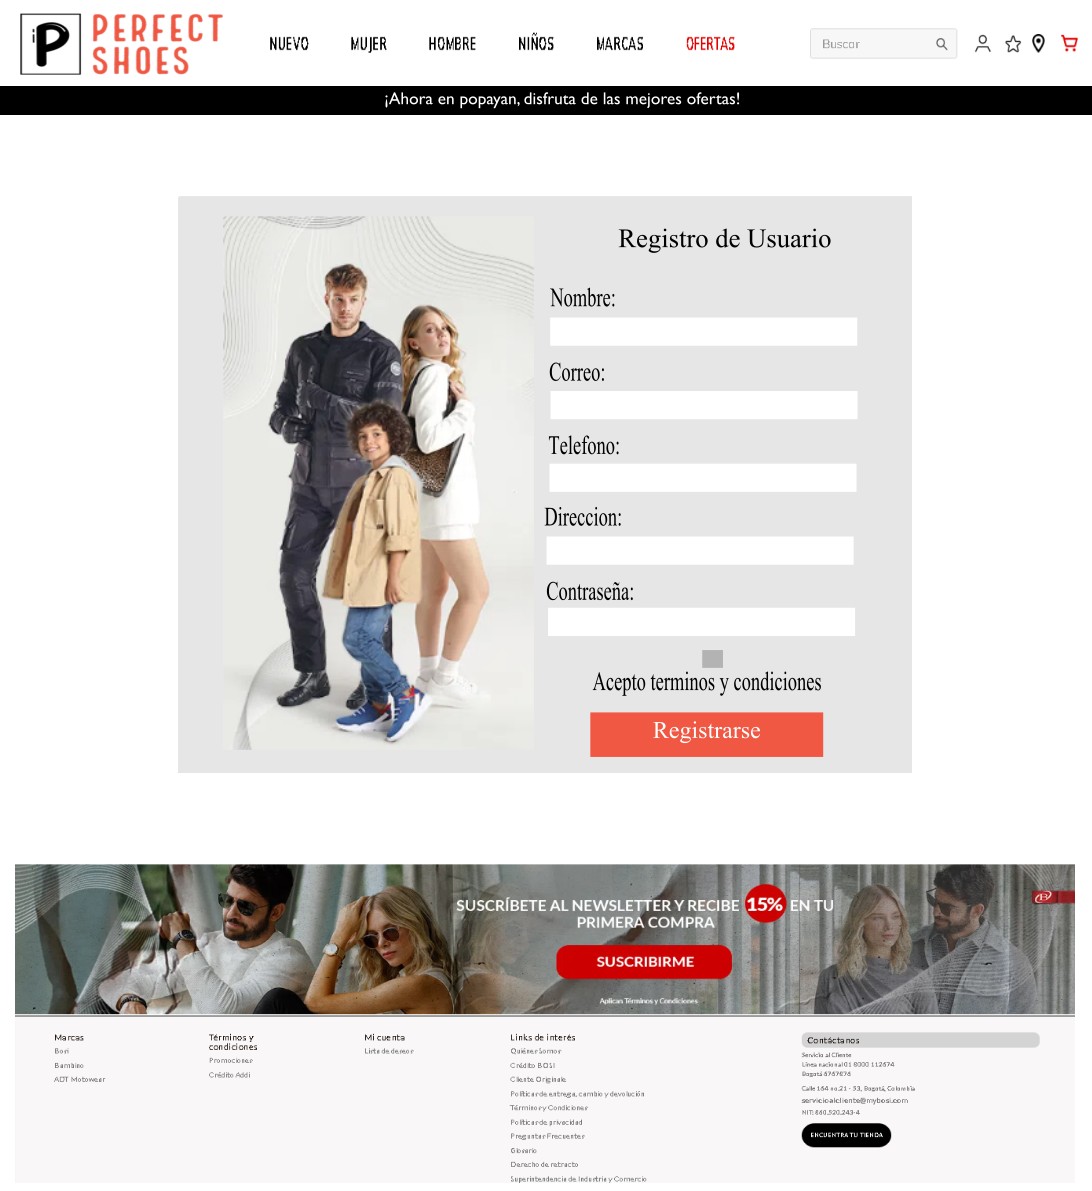 iP PERFECT
SHOES
NUEVO MUJER HOMBRE NIÑOS MARCAS OFERTAS
Buscar
¡Ahora en popayan, disfruta de las mejores ofertas!
Registro de Usuario
Nombre:
Correo:
Telefono:
Direccion:
Contraseña:
Acepto terminos y condiciones
Registrarse
SUSCRÍBETE AL NEWSLETTER Y RECIBE 15% EN TU
PRIMERA COMPRA
SUSCRIBIRME
Aplican Términos y Condiciones
Marcas
Bosi
Bambino
ADT Motowear
Términos y
condiciones
Promociones
Crédito Addi
Mi cuenta
Lista de deseos
Links de interés
Quiénes Somos
Crédito BOSI
Cliente Originals
Políticas de entrega, cambio y devolución
Términos y Condiciones
Políticas de privacidad
Preguntas Frecuentes
Glosario
Derecho de retracto
Superintendencia de Industria y Comercio
Contáctanos
Servicio al Cliente
Línea nacional 01 8000 112674
Bogotá 6767076
Calle 164 no.21 - 53, Bogotá, Colombia
servicioalcliente@mybosi.com
NIT: 860.520.243-4
ENCUENTRA TU TIENDA